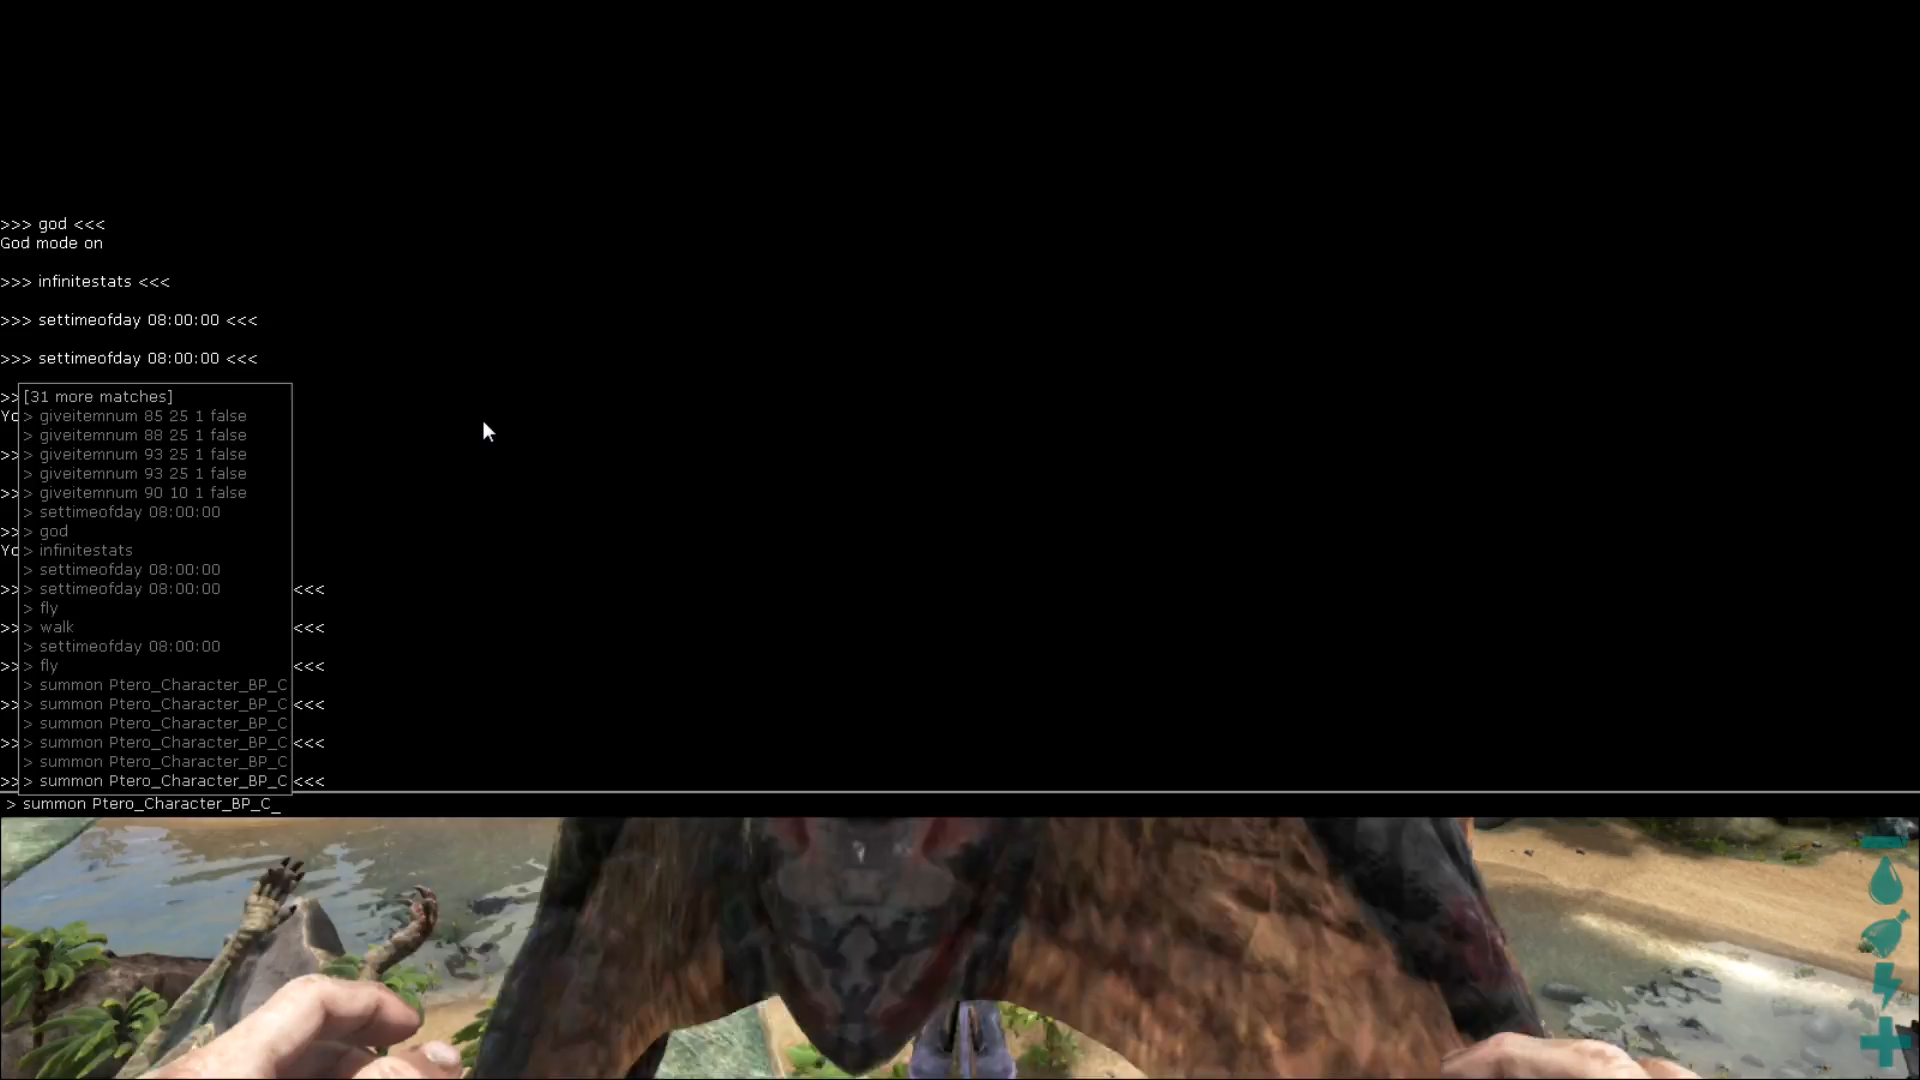 >>> god <<<
God mode on
>>> infinitestats <<<
>>> settimeofday 08:00:00 <<<
>>> settimeofday 08:00:00 <<<
>> [31 more matches]
Yo > giveitemnum 85 25 1 false
> giveitemnum 88 25 1 false
>> > giveitemnum 93 25 1 false
> giveitemnum 93 25 1 false
>> > giveitemnum 90 10 1 false
> settimeofday 08:00:00
>> > god
Yo > infinitestats
> settimeofday 08:00:00
>> > settimeofday 08:00:00 <<<
> fly
>> > walk <<<
> settimeofday 08:00:00
>> > fly <<<
> summon Ptero_Character_BP_C
>> > summon Ptero_Character_BP_C <<<
> summon Ptero_Character_BP_C
>> > summon Ptero_Character_BP_C <<<
> summon Ptero_Character_BP_C
>> > summon Ptero_Character_BP_C <<<
> summon Ptero_Character_BP_C_